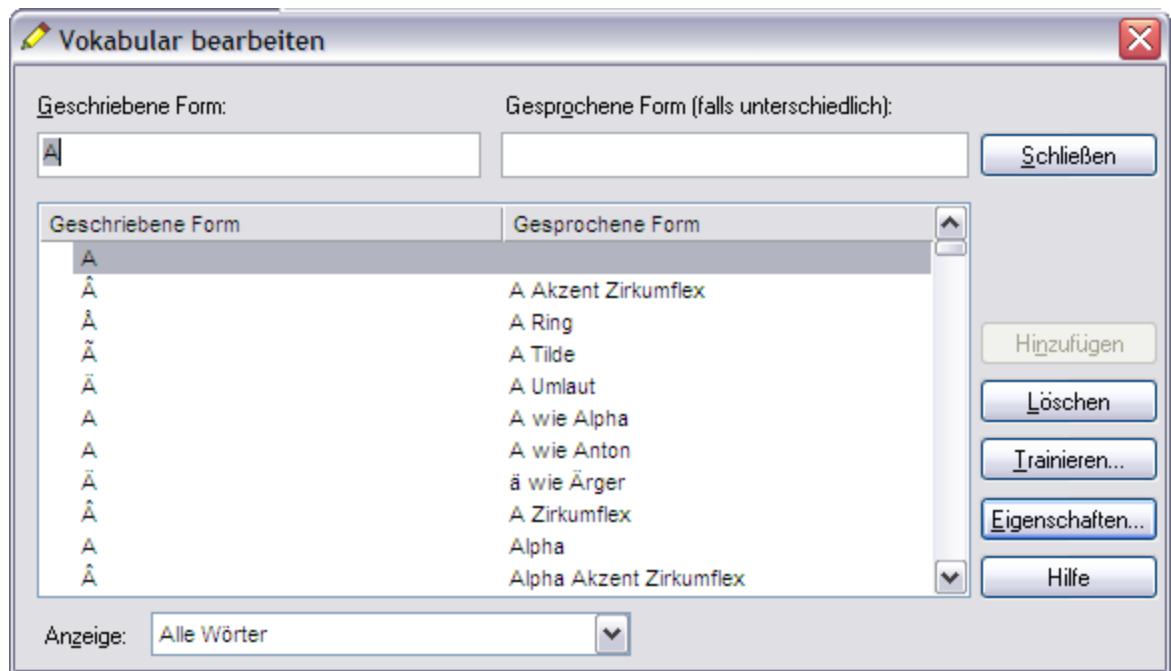 Vokabular bearbeiten
Geschriebene Form: Gesprochene Form (falls unterschiedlich):
A Schließen
Geschriebene Form Gesprochene Form
A
Â A Akzent Zirkumflex
Å A Ring
Ã A Tilde
Hinzufügen
Ä A Umlaut
Löschen
A A wie Alpha
A A wie Anton
Trainieren...
Ä ä wie Ärger
Â A Zirkumflex
Eigenschaften...
A Alpha
Â Alpha Akzent Zirkumflex
Hilfe
Anzeige: Alle Wörter